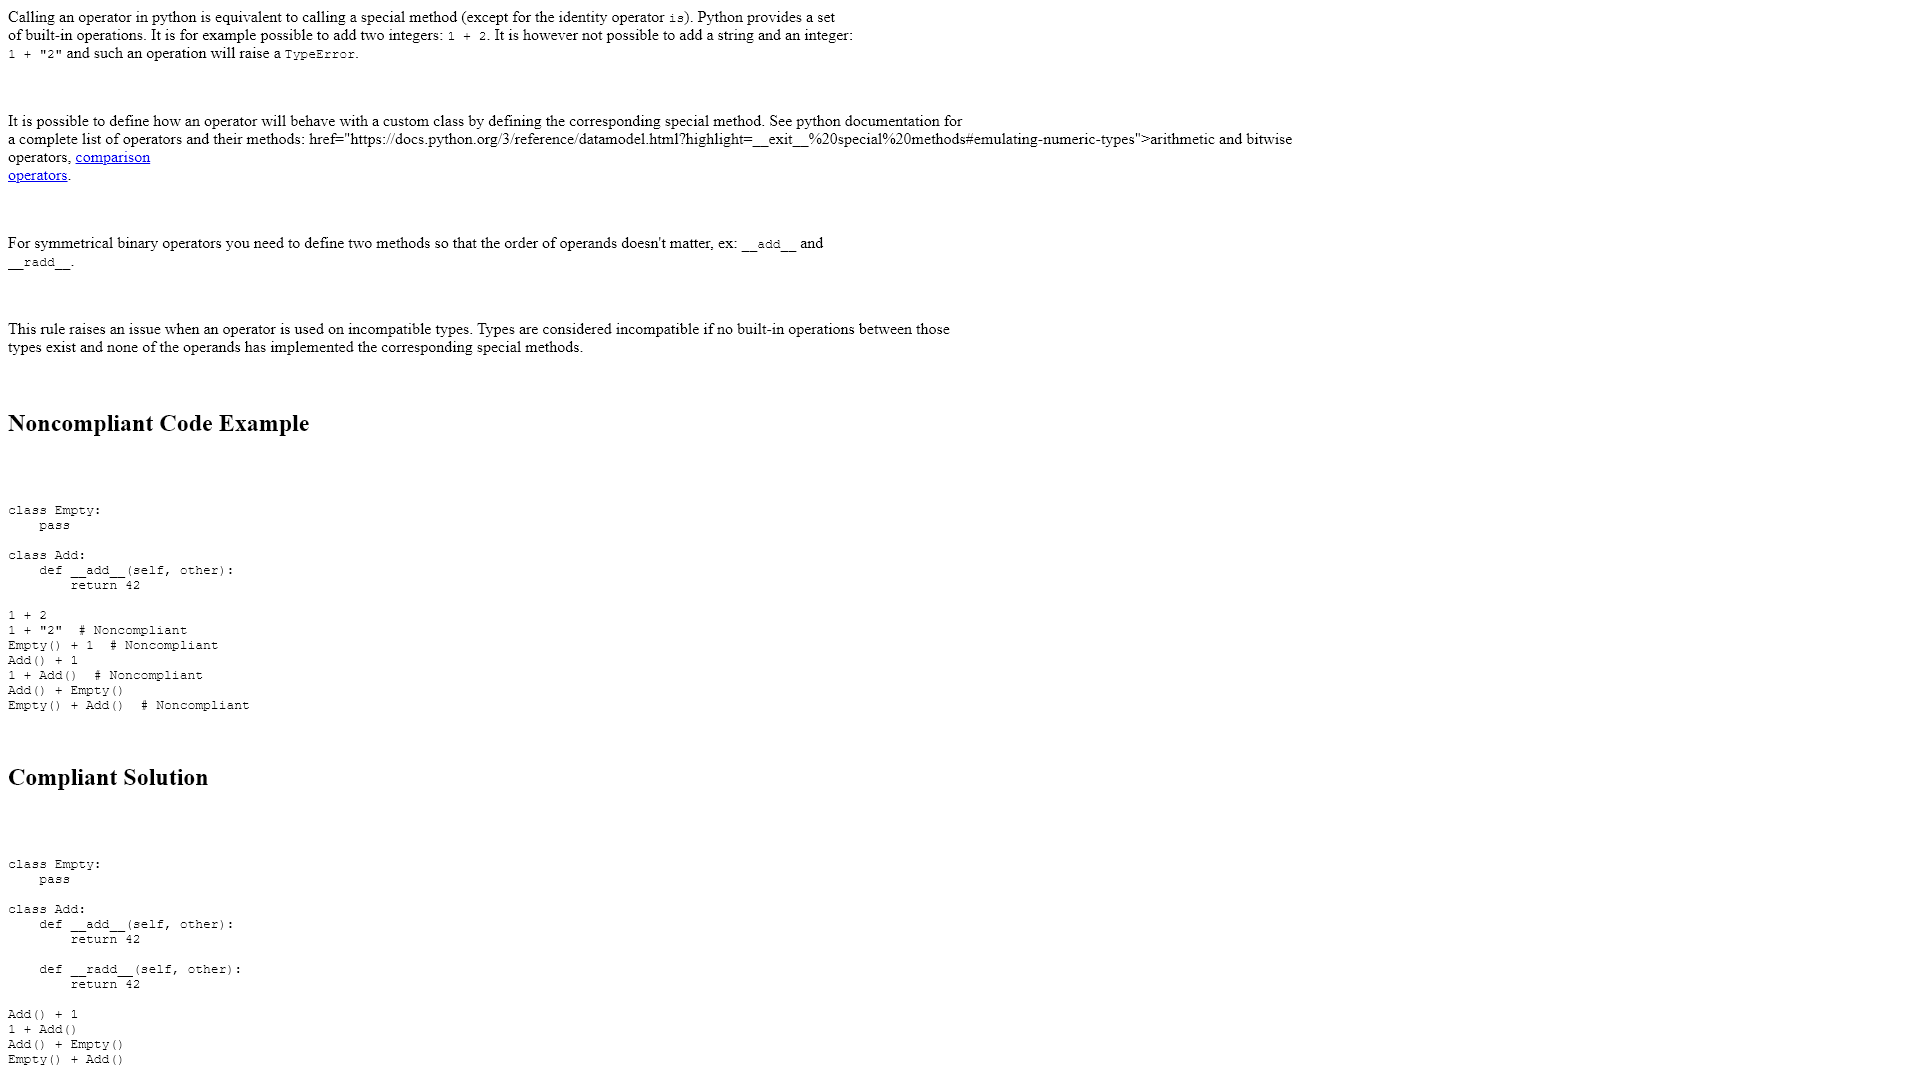 Calling an operator in python is equivalent to calling a special method (except for the identity operator is). Python provides a set
of built-in operations. It is for example possible to add two integers: 1 + 2. It is however not possible to add a string and an integer:
1 + "2" and such an operation will raise a TypeError.
It is possible to define how an operator will behave with a custom class by defining the corresponding special method. See python documentation for
a complete list of operators and their methods: href="https://docs.python.org/3/reference/datamodel.html?highlight=__exit__%20special%20methods#emulating-numeric-types">arithmetic and bitwise
operators, comparison
operators.
For symmetrical binary operators you need to define two methods so that the order of operands doesn't matter, ex: __add__ and
__radd__.
This rule raises an issue when an operator is used on incompatible types. Types are considered incompatible if no built-in operations between those
types exist and none of the operands has implemented the corresponding special methods.
Noncompliant Code Example
class Empty:
    pass
class Add:
    def __add__(self, other):
        return 42
1 + 2
1 + "2"  # Noncompliant
Empty() + 1  # Noncompliant
Add() + 1
1 + Add()  # Noncompliant
Add() + Empty()
Empty() + Add()  # Noncompliant
Compliant Solution
class Empty:
    pass
class Add:
    def __add__(self, other):
        return 42
    def __radd__(self, other):
        return 42
Add() + 1
1 + Add()
Add() + Empty()
Empty() + Add()